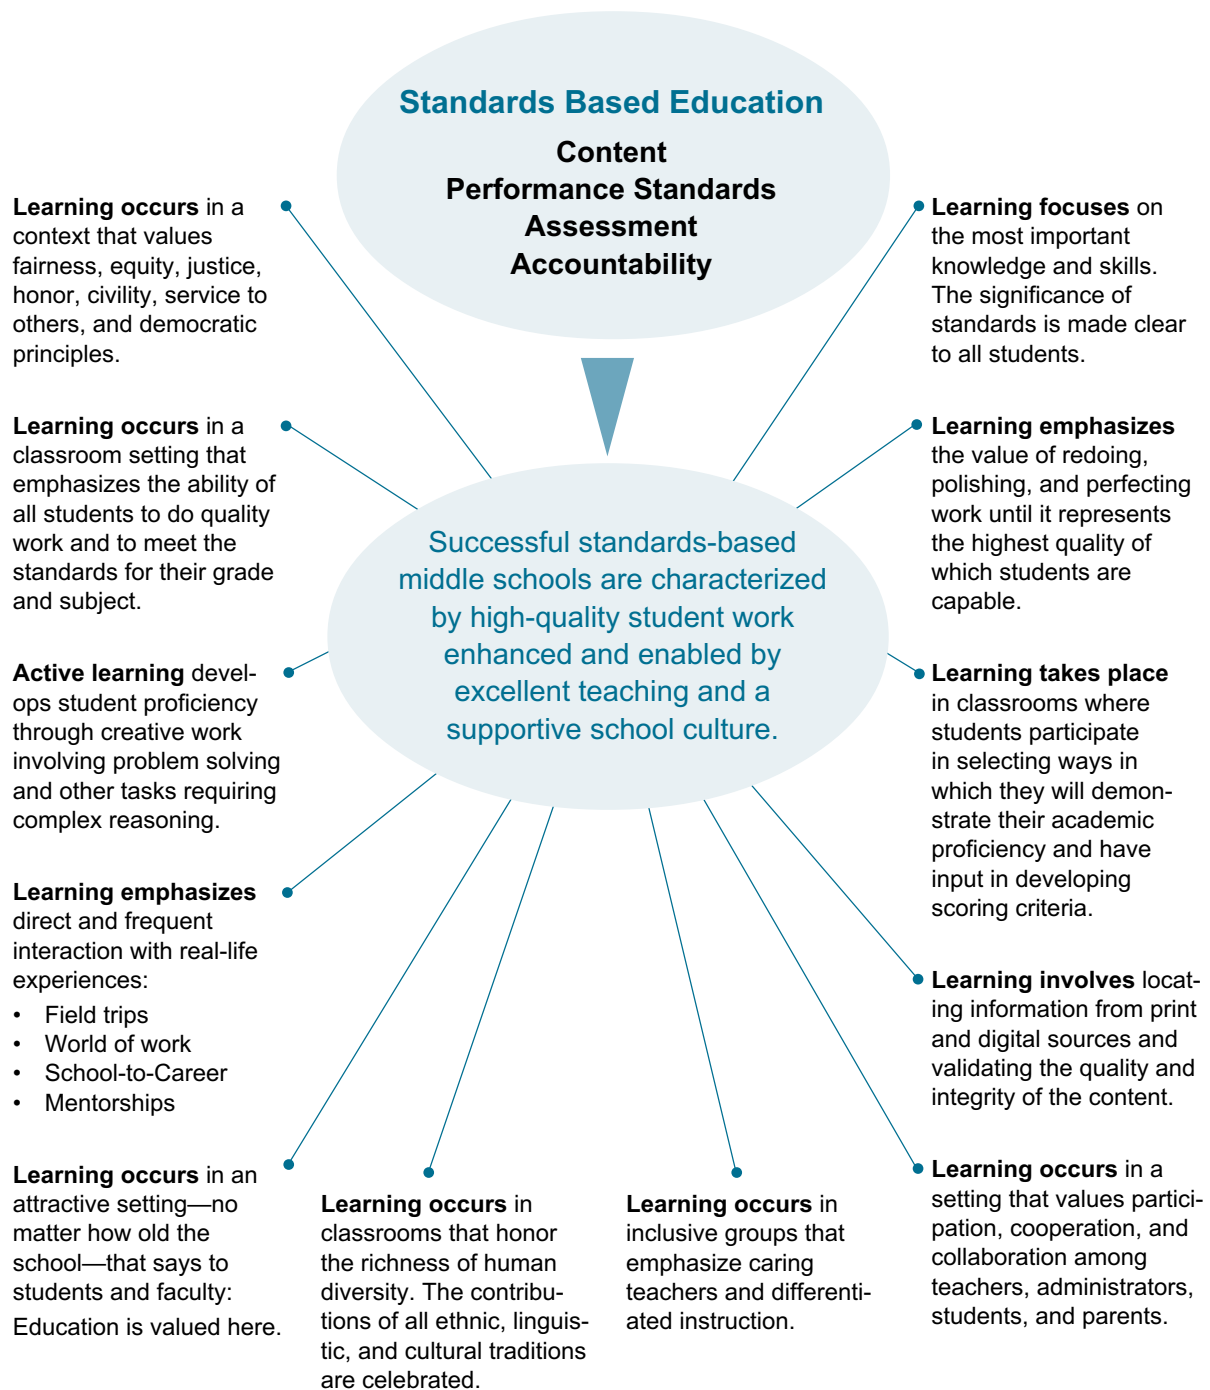 Standards Based Education
Content
Performance Standards
Assessment
Accountability
Learning occurs in a
context that values
fairness, equity, justice,
honor, civility, service to
others, and democratic
principles.
Learning occurs in a
classroom setting that
emphasizes the ability of
all students to do quality
work and to meet the
standards for their grade
and subject.
Active learning devel-
ops student proficiency
through creative work
involving problem solving
and other tasks requiring
complex reasoning.
Learning emphasizes
direct and frequent
interaction with real-life
experiences:
• Field trips
• World of work
• School-to-Career
• Mentorships
Learning occurs in an
attractive setting—no
matter how old the
school—that says to
students and faculty:
Education is valued here.
Successful standards-based
middle schools are characterized
by high-quality student work
enhanced and enabled by
excellent teaching and a
supportive school culture.
Learning occurs in
classrooms that honor
the richness of human
diversity. The contribu-
tions of all ethnic, linguis-
tic, and cultural traditions
are celebrated.
Learning occurs in
inclusive groups that
emphasize caring
teachers and differenti-
ated instruction.
Learning focuses on
the most important
knowledge and skills.
The significance of
standards is made clear
to all students.
Learning emphasizes
the value of redoing,
polishing, and perfecting
work until it represents
the highest quality of
which students are
capable.
Learning takes place
in classrooms where
students participate
in selecting ways in
which they will demon-
strate their academic
proficiency and have
input in developing
scoring criteria.
Learning involves locat-
ing information from print
and digital sources and
validating the quality and
integrity of the content.
Learning occurs in a
setting that values partici-
pation, cooperation, and
collaboration among
teachers, administrators,
students, and parents.